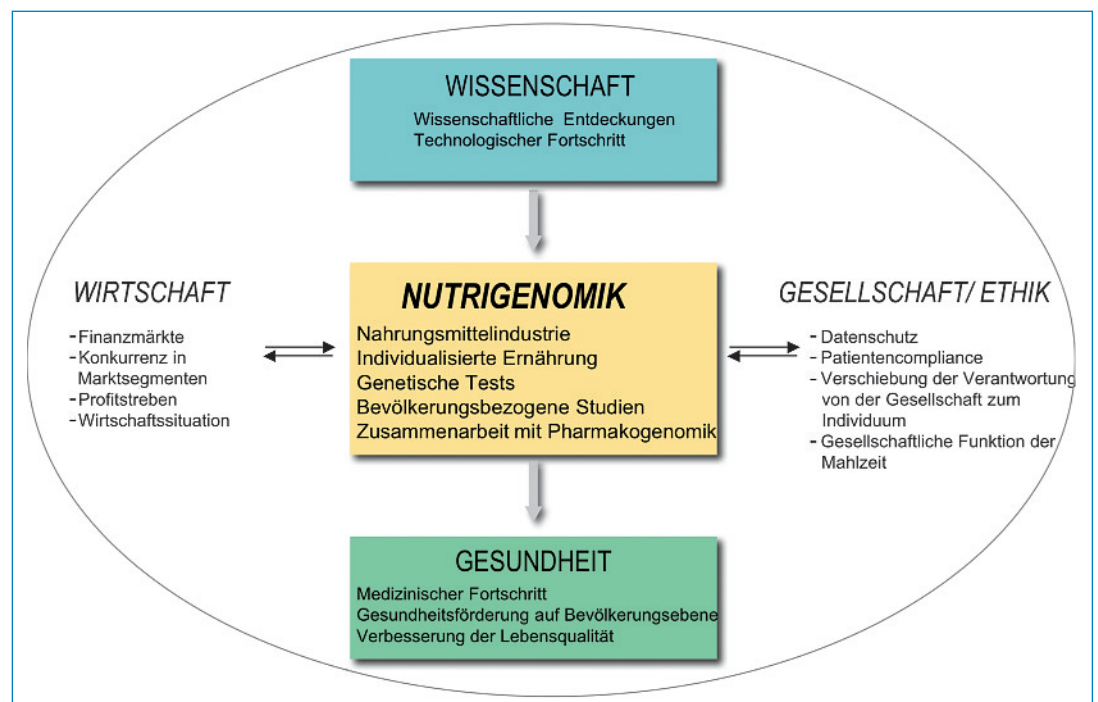 WISSENSCHAFT
Wissenschaftliche Entdeckungen
Technologischer Fortschritt
WIRTSCHAFT
-Finanzmärkte
-Konkurrenz in
Marktsegmenten
-Profitstreben
-Wirtschaftssituation
NUTRIGENOMIK
Nahrungsmittelindustrie
Individualisierte Ernährung
Genetische Tests
Bevölkerungsbezogene Studien
Zusammenarbeit mit Pharmakogenomik
GESELLSCHAFT/ ETHIK
- Datenschutz
- Patientencompliance
- Verschiebung der Verantwortung
von der Gesellschaft zum
Individuum
- Gesellschaftliche Funktion der
Mahlzeit
GESUNDHEIT
Medizinischer Fortschritt
Gesundheitsförderung auf Bevölkerungsebene
Verbesserung der Lebensqualität